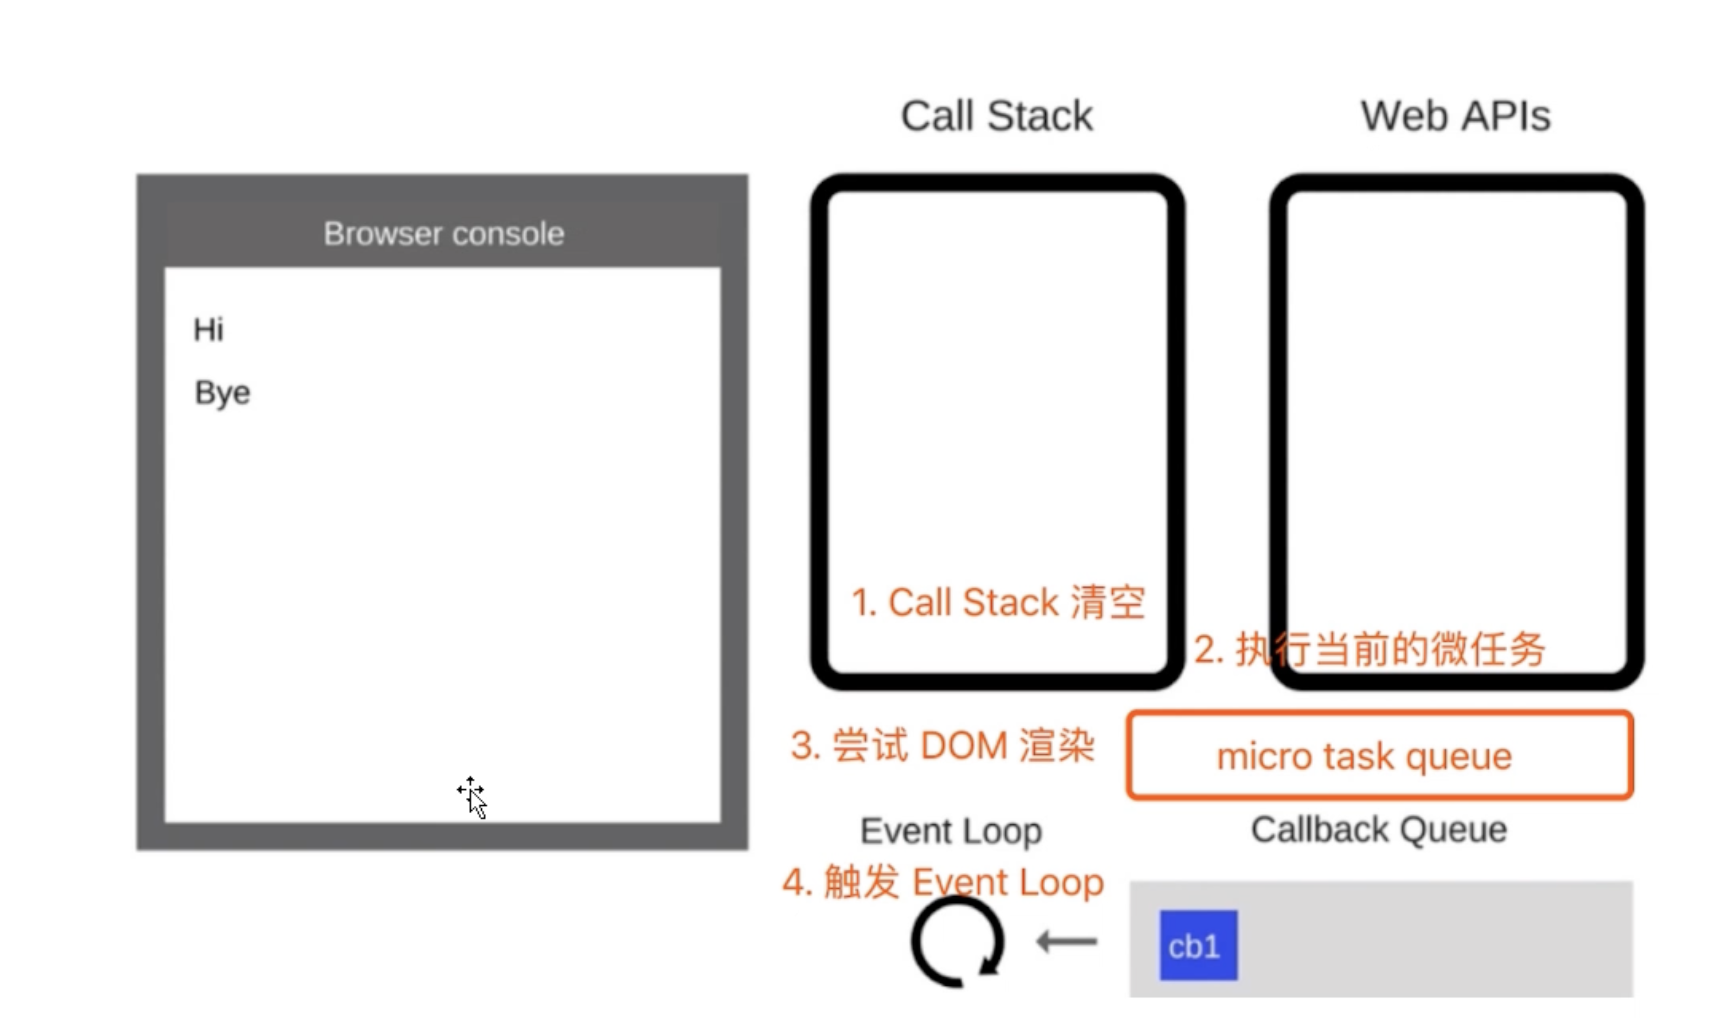 Call Stack
Web APIs
Browser console
Hi
Bye
1. Call Stack 清空
2. 执行当前的微任务
3. 尝试 DOM 渲染
micro task queue
Event Loop
Callback Queue
4. 触发 Event Loop
cb1